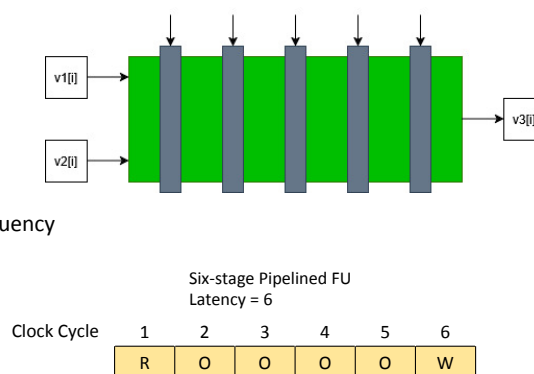 v1[i]
v3[i]
v2[i]
uency
Six-stage Pipelined FU
Latency = 6
Clock Cycle 1 2 3 4 5 6
R O O O O W